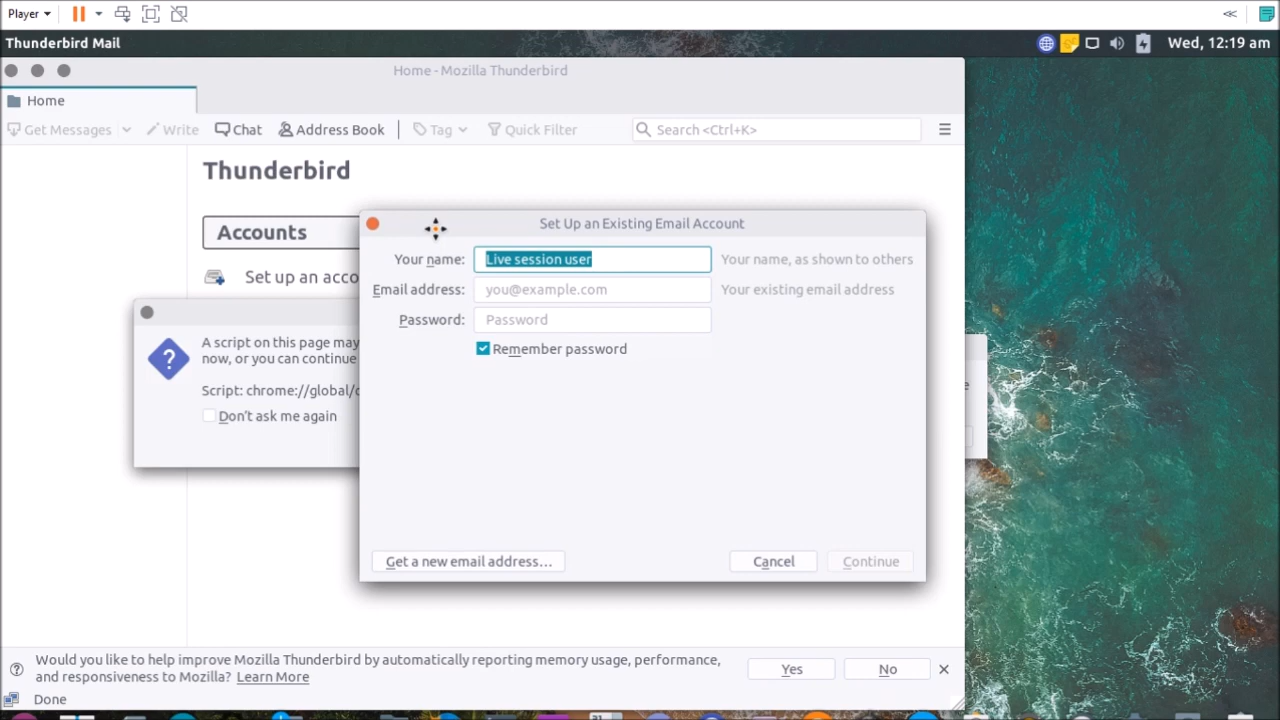 Player
Thunderbird Mail
Wed, 12:19 am
Home - Mozilla Thunderbird
Home
Get Messages
Write
Chat
Address Book
Tag
Quick Filter
Search <Ctrl+K>
Thunderbird
Accounts
Set up an acco
Set Up an Existing Email Account
Your name: Live session user Your name, as shown to others
Email address: you@example.com Your existing email address
Password: Password
Remember password
A script on this page may
now, or you can continue
Script: chrome://global/c
Don't ask me again
Get a new email address...
Cancel
Continue
Would you like to help improve Mozilla Thunderbird by automatically reporting memory usage, performance,
and responsiveness to Mozilla? Learn More
Yes
No
Done